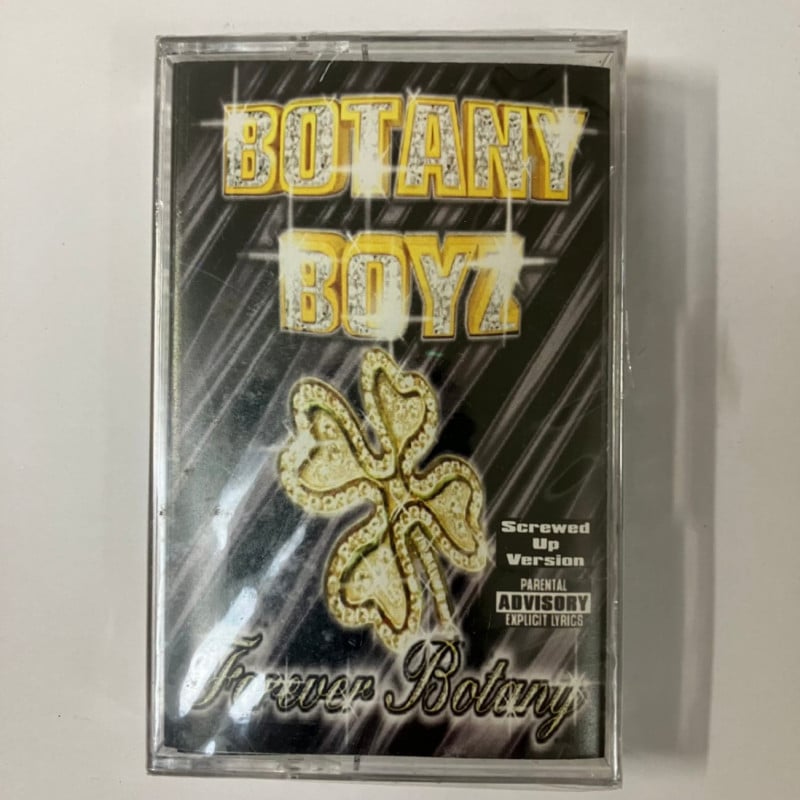 BOTANY
BOYZ
Screwed
Up
Version
PARENTAL
ADVISORY
EXPLICIT LYRICS
Forever Botany